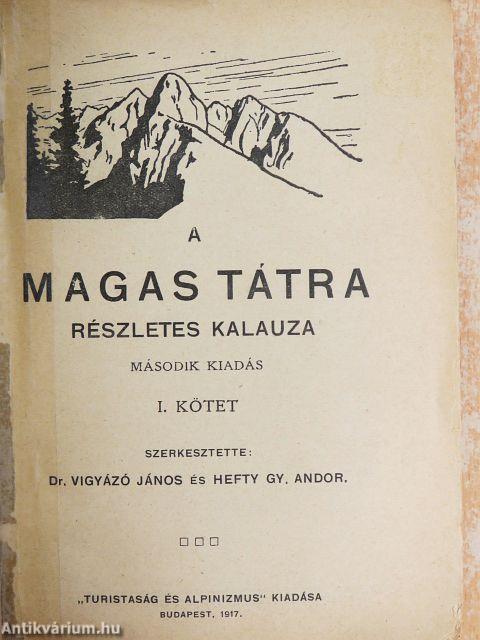 A
MAGAS TÁTRA
RÉSZLETES KALAUZA
MÁSODIK KIADÁS
I. KÖTET
SZERKESZTETTE:
Dr. VIGYÁZÓ JÁNOS ÉS HEFTY GY. ANDOR.
„TURISTASÁG ÉS ALPINIZMUS" KIADÁSA
BUDAPEST, 1917.
Antikvárium.hu